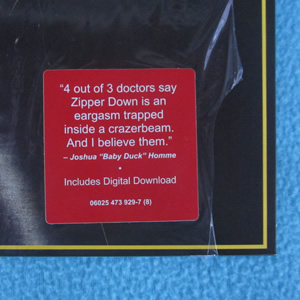 "4 out of 3 doctors say
Zipper Down is an
eargasm trapped
inside a crazerbeam.
And I believe them."
– Joshua "Baby Duck" Homme
•
Includes Digital Download
06025 473 929-7 (8)